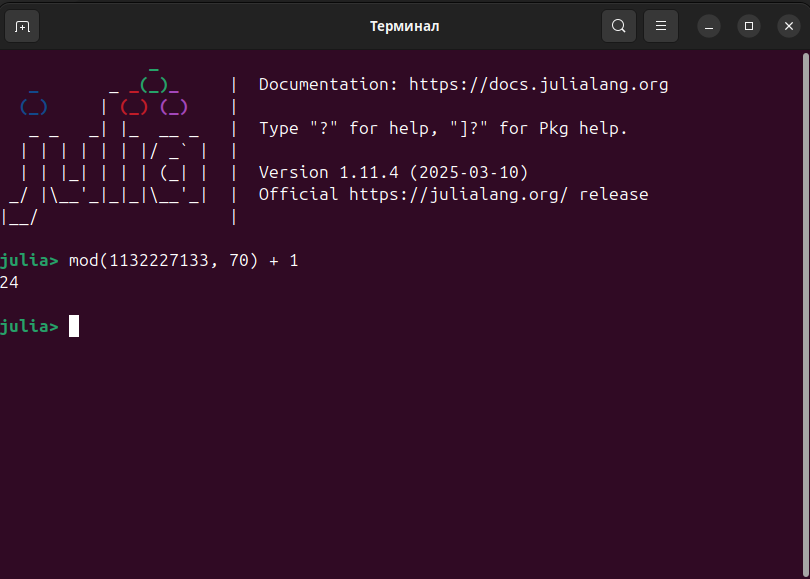 Терминал
Documentation: https://docs.julialang.org
Type "?" for help, "]?" for Pkg help.
Version 1.11.4 (2025-03-10)
Official https://julialang.org/ release
julia> mod(1132227133, 70) + 1
24
julia>